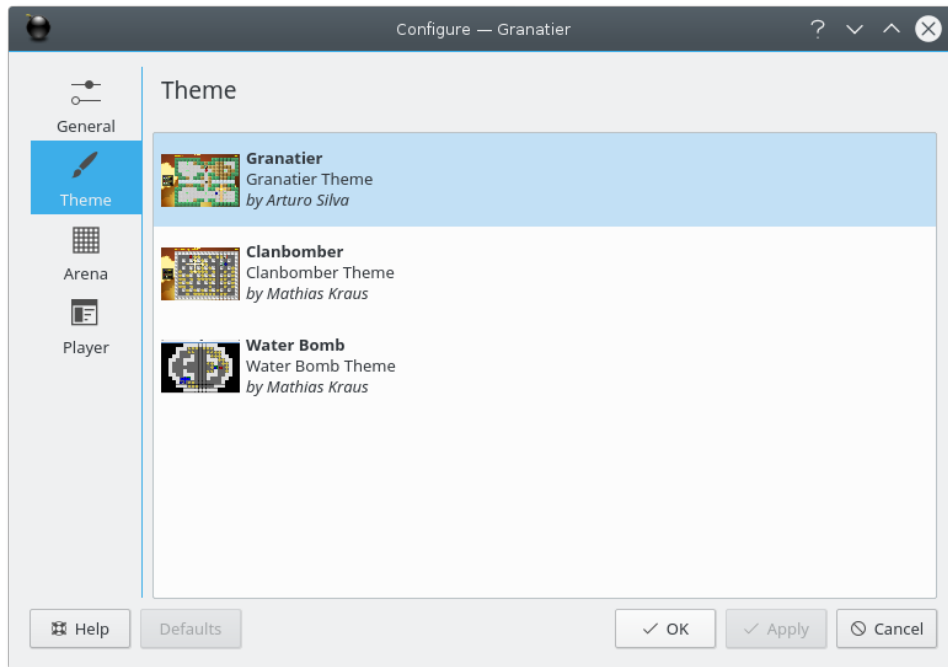 Configure — Granatier
General
Theme
Arena
Player
Theme
Granatier
Granatier Theme
by Arturo Silva
Clanbomber
Clanbomber Theme
by Mathias Kraus
Water Bomb
Water Bomb Theme
by Mathias Kraus
Help
Defaults
OK
Apply
Cancel